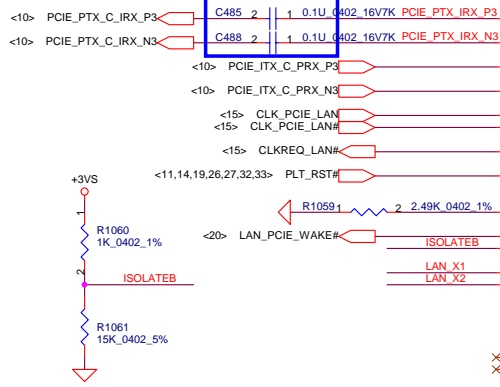 <10> PCIE_PTX_C_IRX_P3 C485 2 1 0.1U_0402_16V7K PCIE_PTX_IRX_P3
<10> PCIE_PTX_C_IRX_N3 C488 2 1 0.1U_0402_16V7K PCIE_PTX_IRX_N3
<10> PCIE_ITX_C_PRX_P3
<10> PCIE_ITX_C_PRX_N3
<15> CLK_PCIE_LAN
<15> CLK_PCIE_LAN#
<15> CLKREQ_LAN#
<11,14,19,26,27,32,33> PLT_RST#
R1059 1 2 2.49K_0402_1%
<20> LAN_PCIE_WAKE#
ISOLATEB
LAN_X1
LAN_X2
+3VS
1
R1060
1K_0402_1%
2
ISOLATEB
R1061
15K_0402_5%